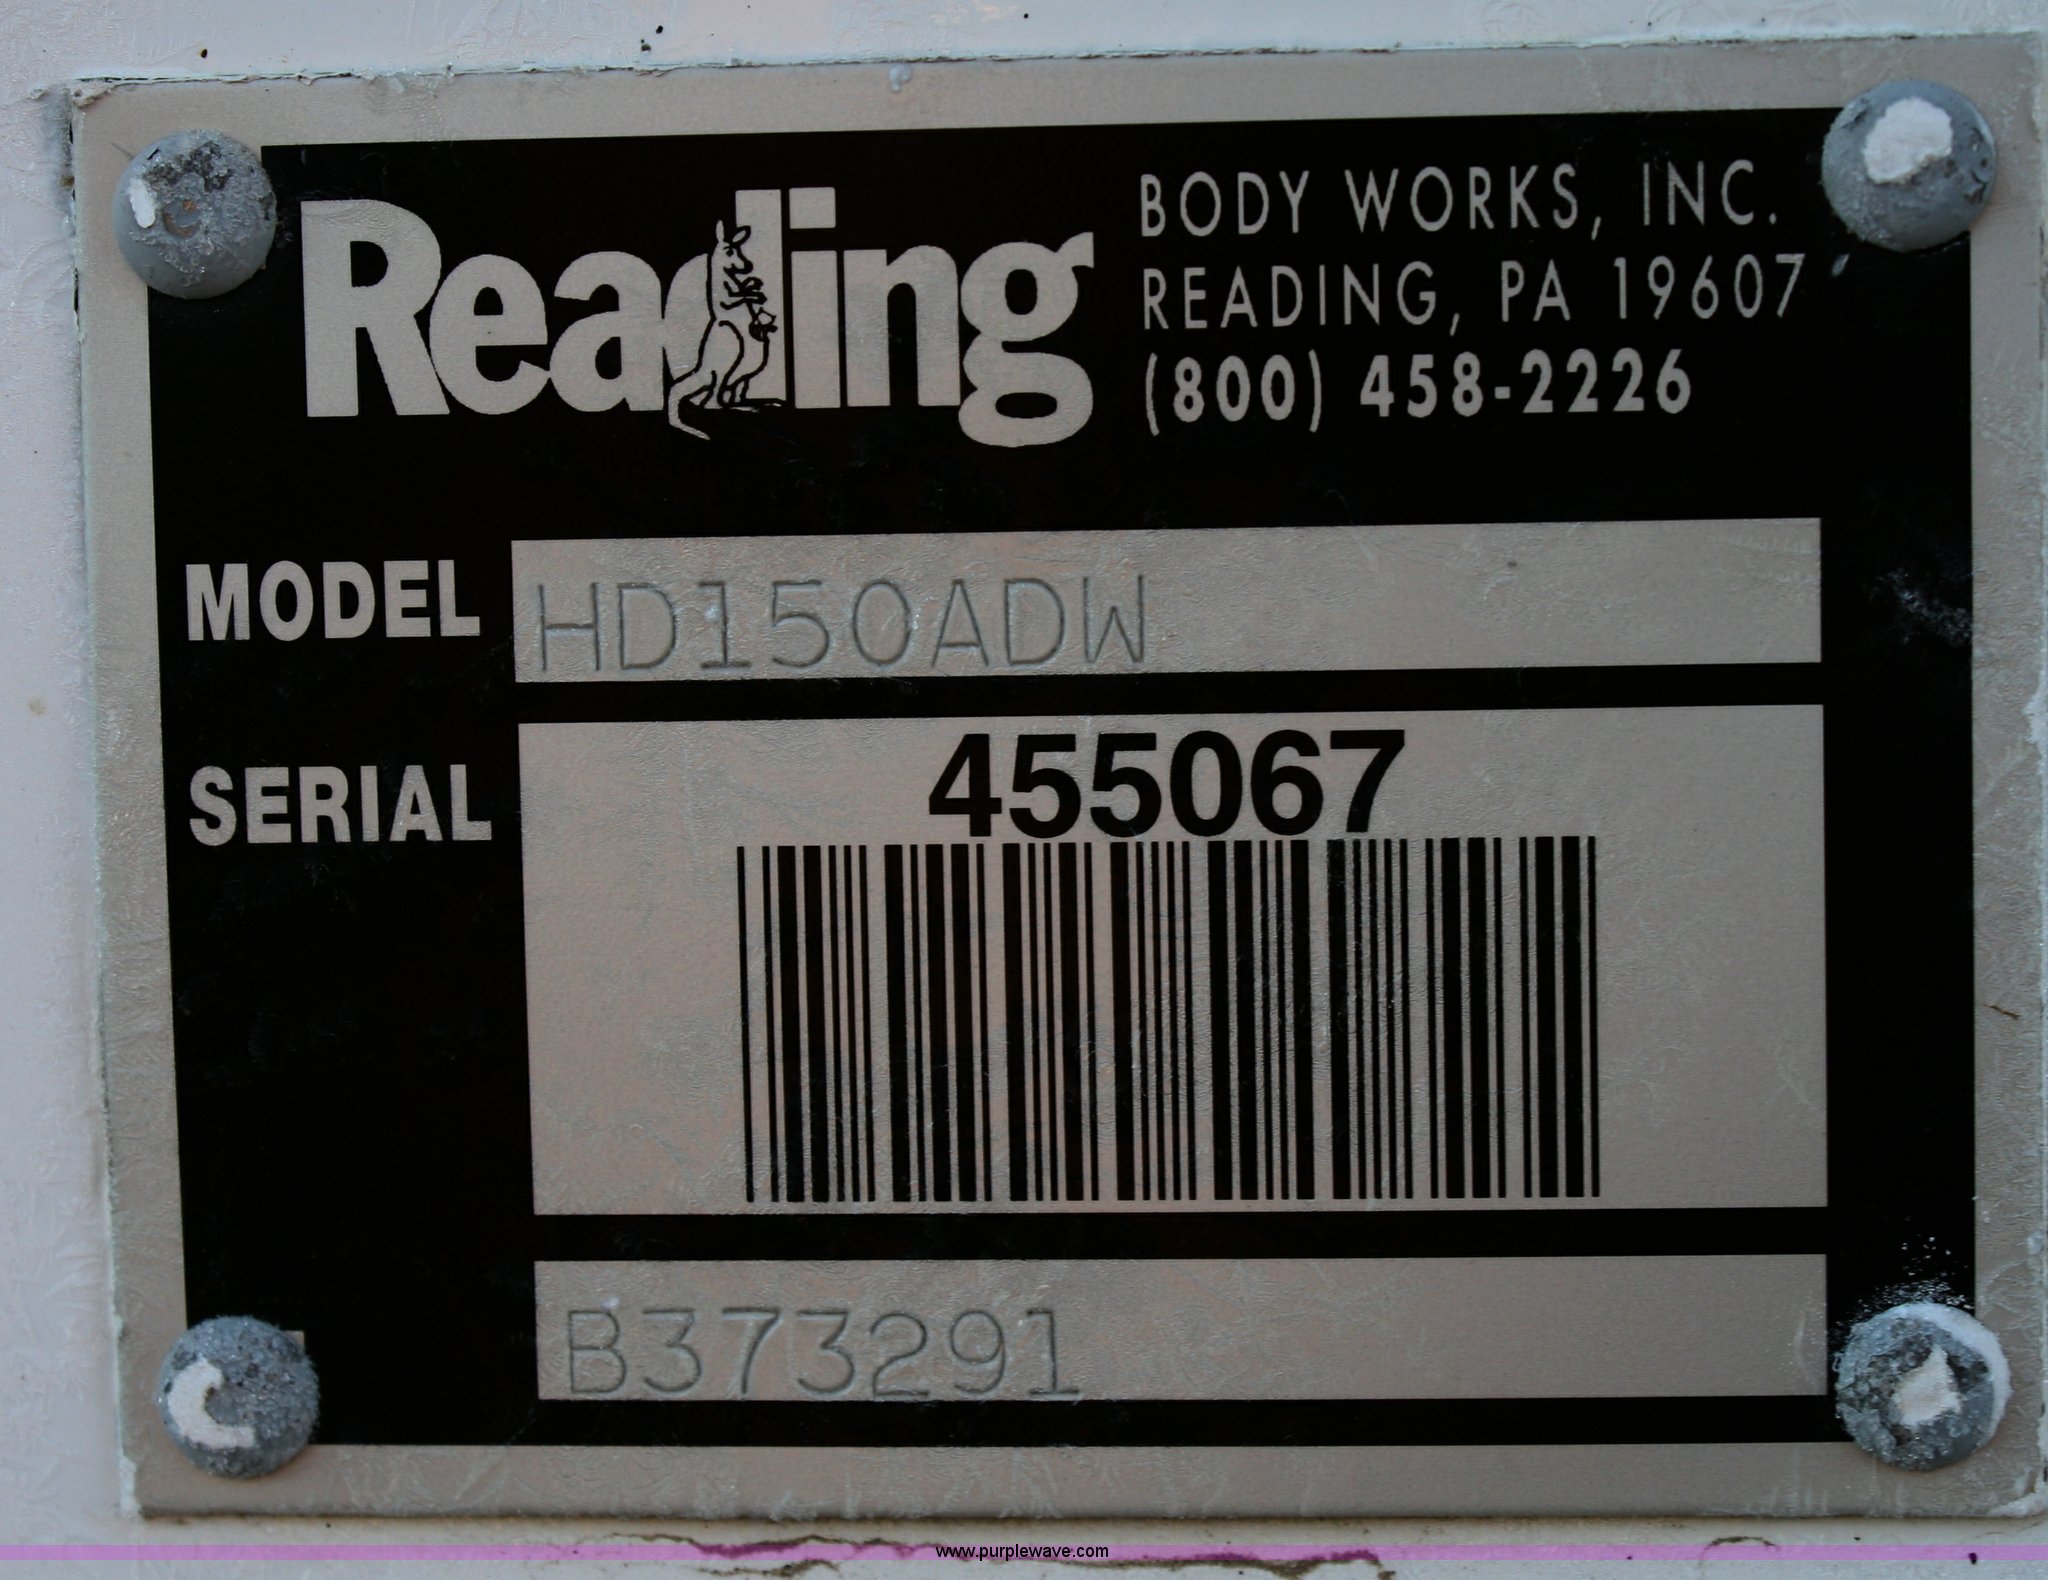 Reading
BODY WORKS, INC.
READING, PA 19607
(800) 458-2226
MODEL HD150ADW
SERIAL 455067
B373291
www.purplewave.com